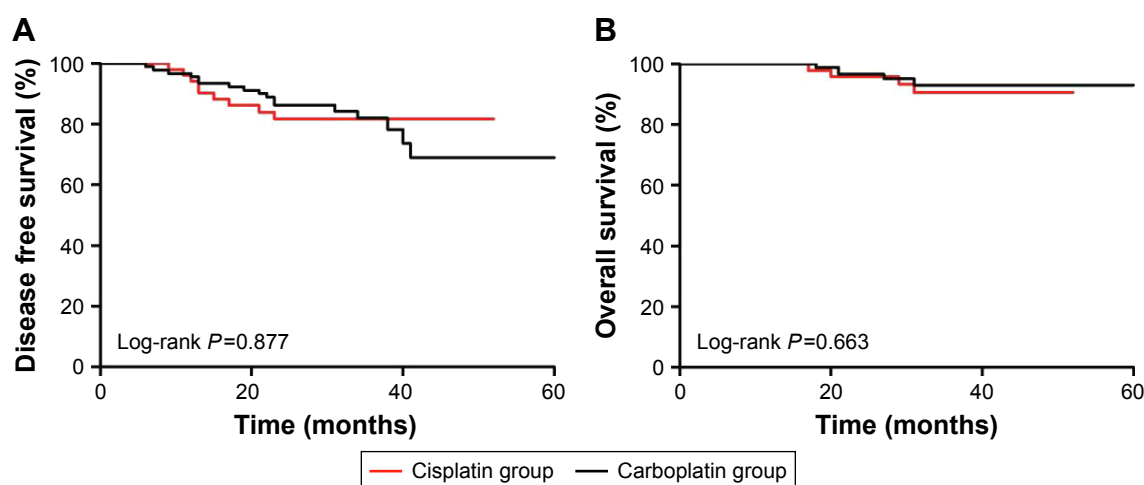 A
Disease free survival (%)
100
80
60
40
20
0
Log-rank P=0.877
0 20 40 60
Time (months)
B
Overall survival (%)
100
80
60
40
20
0
Log-rank P=0.663
0 20 40 60
Time (months)
Cisplatin group Carboplatin group